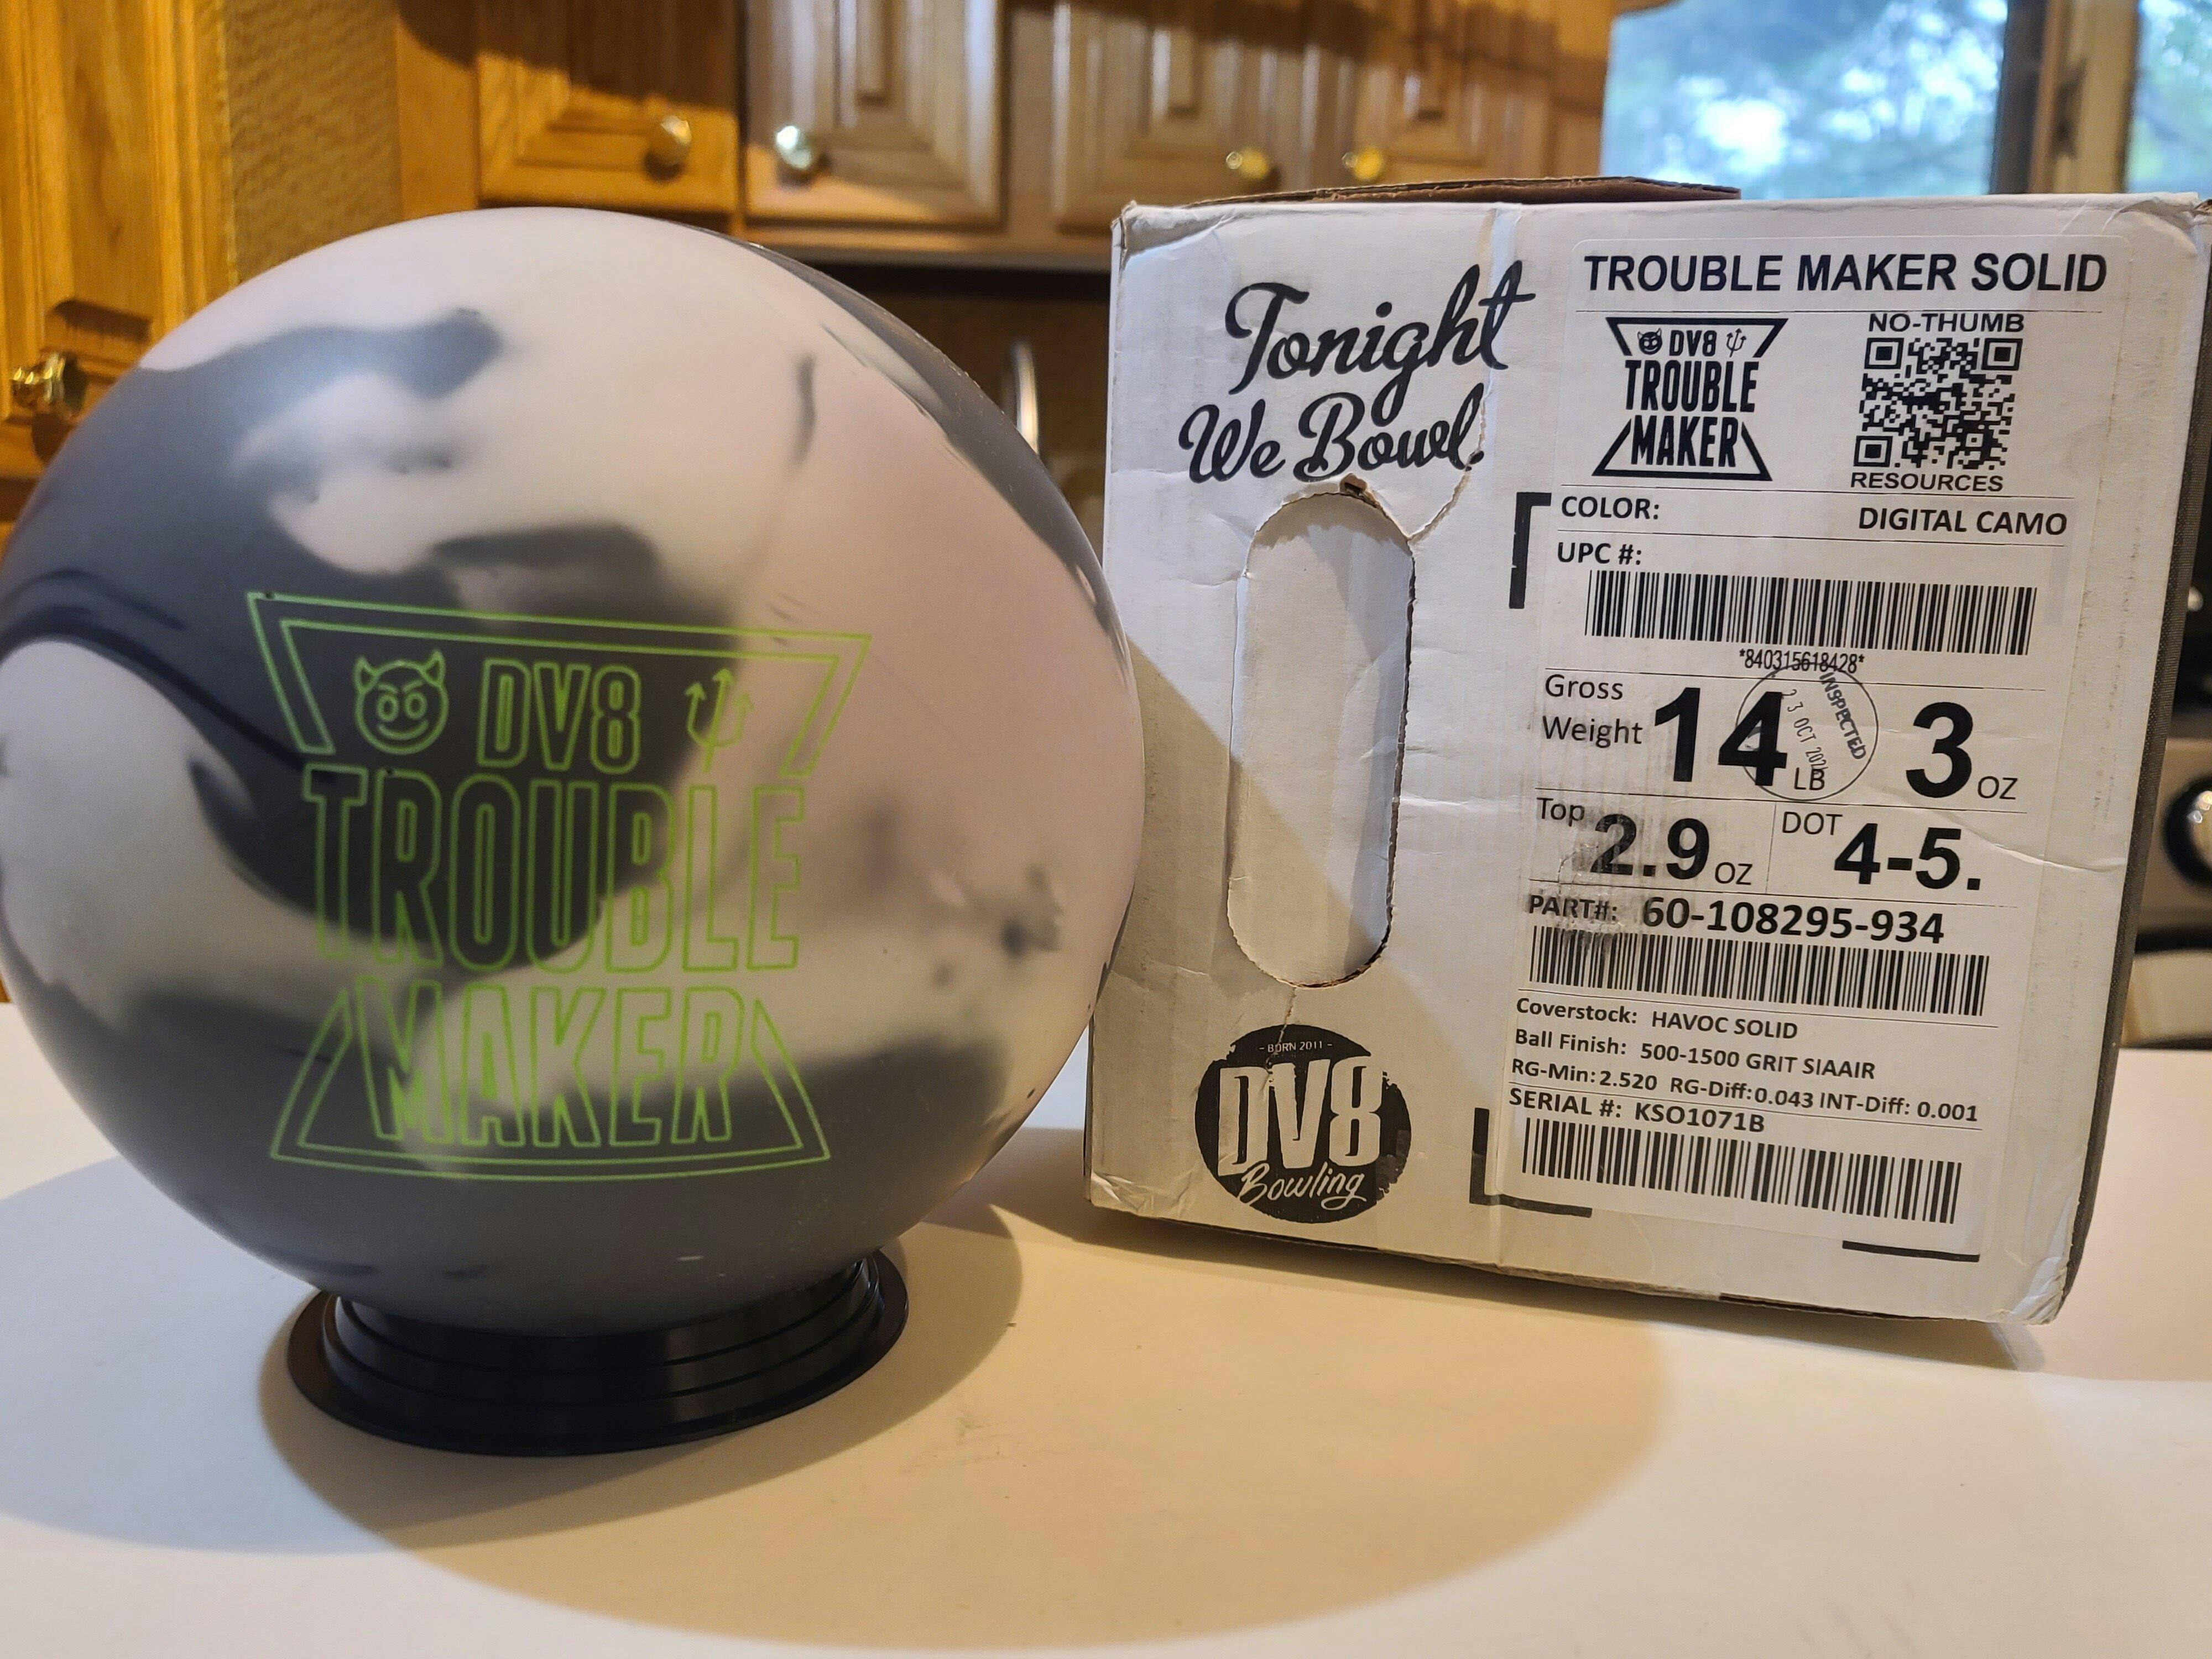 DV8
TROUBLE
MAKER
Tonight
We Bowl.
- BORN 2011 -
DV8
Bowling
TROUBLE MAKER SOLID
DV8
TROUBLE
MAKER
NO-THUMB
RESOURCES
COLOR: DIGITAL CAMO
UPC #:
*840315618428*
Gross Weight 14 LB 3 OZ
INSPECTED
23 OCT
Top 2.9 OZ DOT 4-5.
PART#: 60-108295-934
Coverstock: HAVOC SOLID
Ball Finish: 500-1500 GRIT SIAAIR
RG-Min: 2.520 RG-Diff: 0.043 INT-Diff: 0.001
SERIAL #: KSO1071B